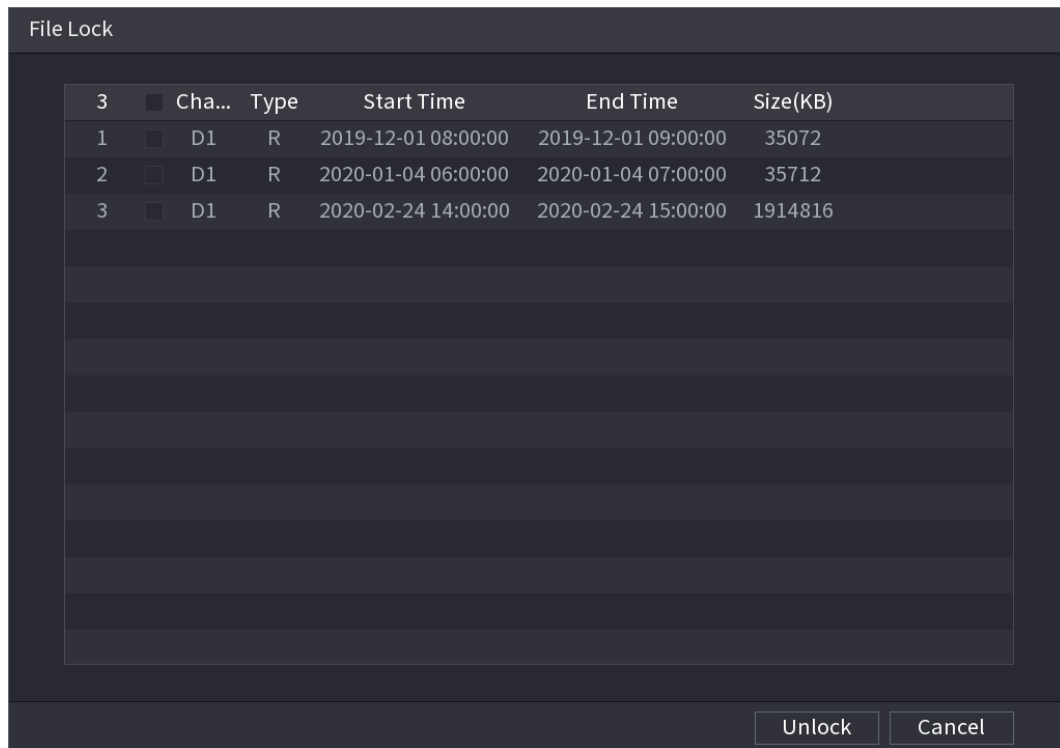 File Lock
3 Cha... Type Start Time End Time Size(KB)
1 D1 R 2019-12-01 08:00:00 2019-12-01 09:00:00 35072
2 D1 R 2020-01-04 06:00:00 2020-01-04 07:00:00 35712
3 D1 R 2020-02-24 14:00:00 2020-02-24 15:00:00 1914816
Unlock Cancel